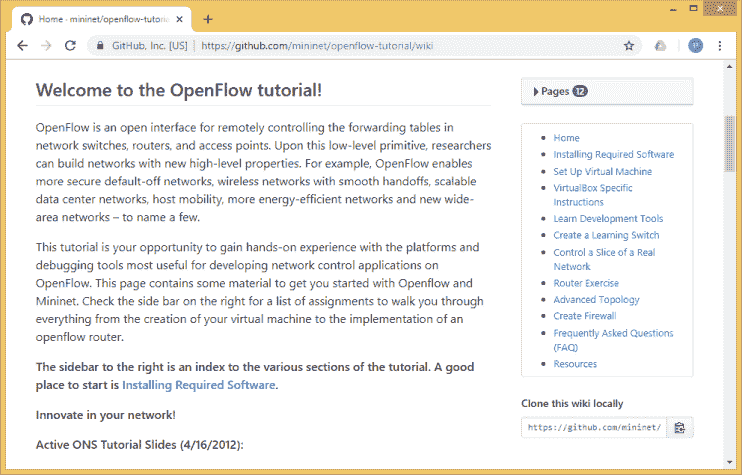 Home · mininet/openflow-tutoria
GitHub, Inc. [US] | https://github.com/mininet/openflow-tutorial/wiki
Welcome to the OpenFlow tutorial!
OpenFlow is an open interface for remotely controlling the forwarding tables in
network switches, routers, and access points. Upon this low-level primitive, researchers
can build networks with new high-level properties. For example, OpenFlow enables
more secure default-off networks, wireless networks with smooth handoffs, scalable
data center networks, host mobility, more energy-efficient networks and new wide-
area networks – to name a few.
This tutorial is your opportunity to gain hands-on experience with the platforms and
debugging tools most useful for developing network control applications on
OpenFlow. This page contains some material to get you started with Openflow and
Mininet. Check the side bar on the right for a list of assignments to walk you through
everything from the creation of your virtual machine to the implementation of an
openflow router.
The sidebar to the right is an index to the various sections of the tutorial. A good
place to start is Installing Required Software.
Innovate in your network!
Active ONS Tutorial Slides (4/16/2012):
Pages 12
Home
Installing Required Software
Set Up Virtual Machine
VirtualBox Specific
Instructions
Learn Development Tools
Create a Learning Switch
Control a Slice of a Real
Network
Router Exercise
Advanced Topology
Create Firewall
Frequently Asked Questions
(FAQ)
Resources
Clone this wiki locally
https://github.com/mininet/